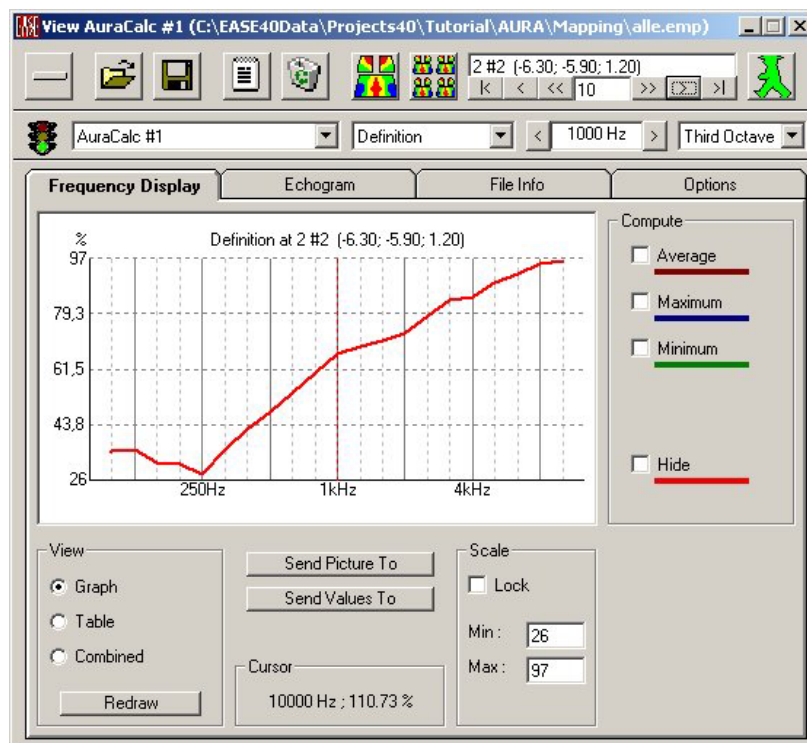 View AuraCalc #1 (C:\EASE40Data\Projects40\Tutorial\AURA\Mapping\alle.emp)
2 #2 (-6.30; -5.90; 1.20)
|< < << 10 >> [>] >|
AuraCalc #1 Definition < 1000 Hz > Third Octave
Frequency Display Echogram File Info Options
% Definition at 2 #2 (-6.30; -5.90; 1.20)
97
79,3
61,5
43,8
26
250Hz 1kHz 4kHz
Compute
Average
Maximum
Minimum
Hide
View
Graph
Table
Combined
Redraw
Send Picture To
Send Values To
Cursor
10000 Hz ; 110.73 %
Scale
Lock
Min : 26
Max : 97